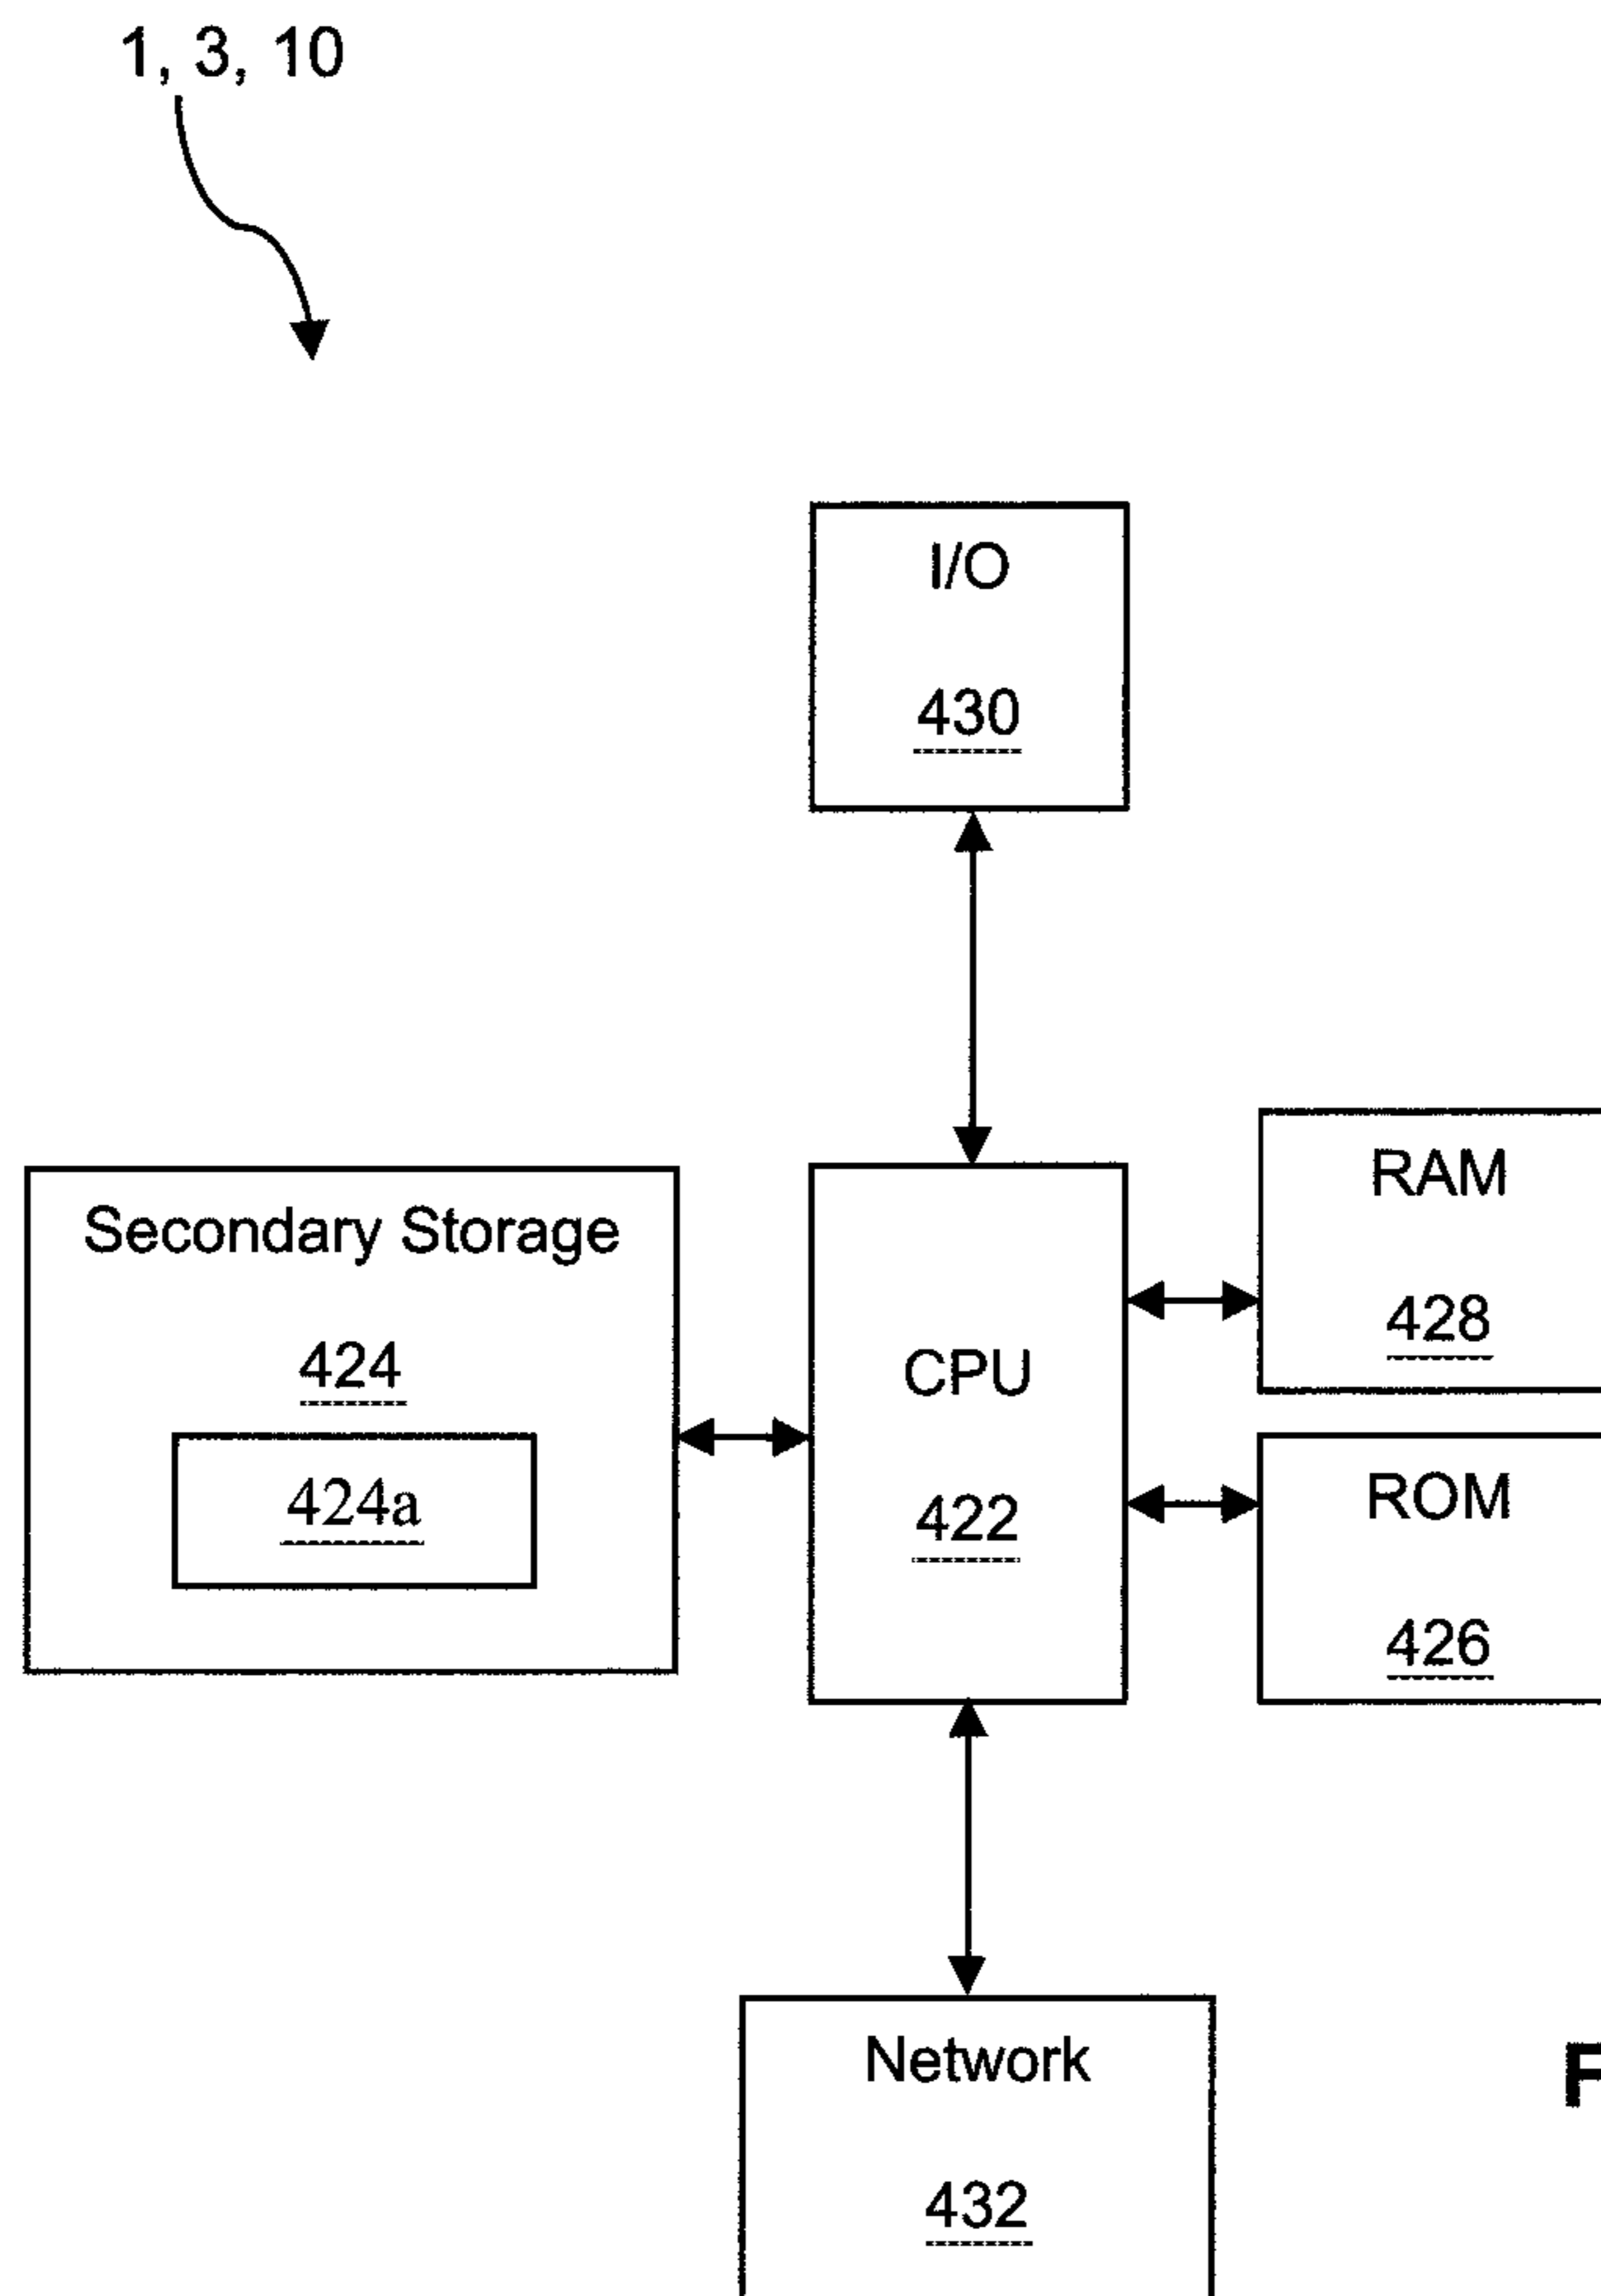 1, 3, 10
I/O
430
Secondary Storage
424
424a
CPU
422
RAM
428
ROM
426
Network
432
F